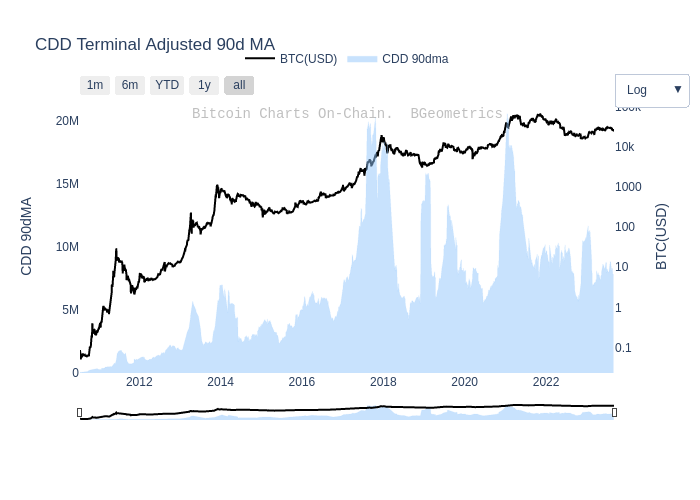 CDD Terminal Adjusted 90d MA
BTC(USD) CDD 90dma
1m 6m YTD 1y all
Log ▼
Bitcoin Charts On-Chain. BGeometrics
100k
20M
10k
15M
1000
CDD 90dMA
BTC(USD)
100
10M
10
5M
1
0.1
0
2012 2014 2016 2018 2020 2022